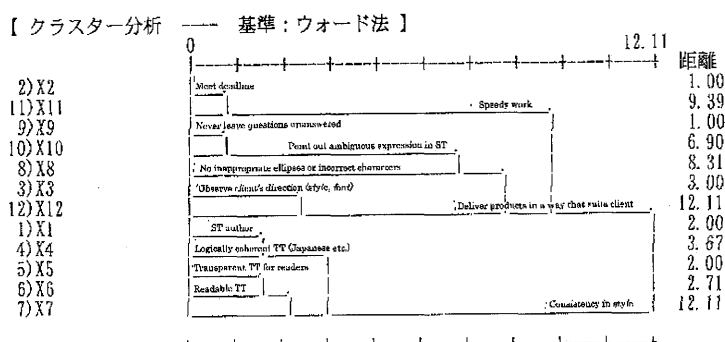 【 クラスター分析 ―― 基準：ウォード法 】
0 12.11
距離
2) X2 Meet deadline 1.00
11) X11 Speedy work 9.39
9) X9 Never leave questions unanswered 1.00
10) X10 Point out ambiguous expression in ST 6.90
8) X8 No inappropriate ellipses or incorrect characters 8.31
3) X3 Observe client's direction (style, font) 3.00
12) X12 Deliver products in a way that suits client 12.11
1) X1 ST author 2.00
4) X4 Logically coherent TT (Japanese etc.) 3.67
5) X5 Transparent TT for readers 2.00
6) X6 Readable TT 2.71
7) X7 Consistency in style 12.11